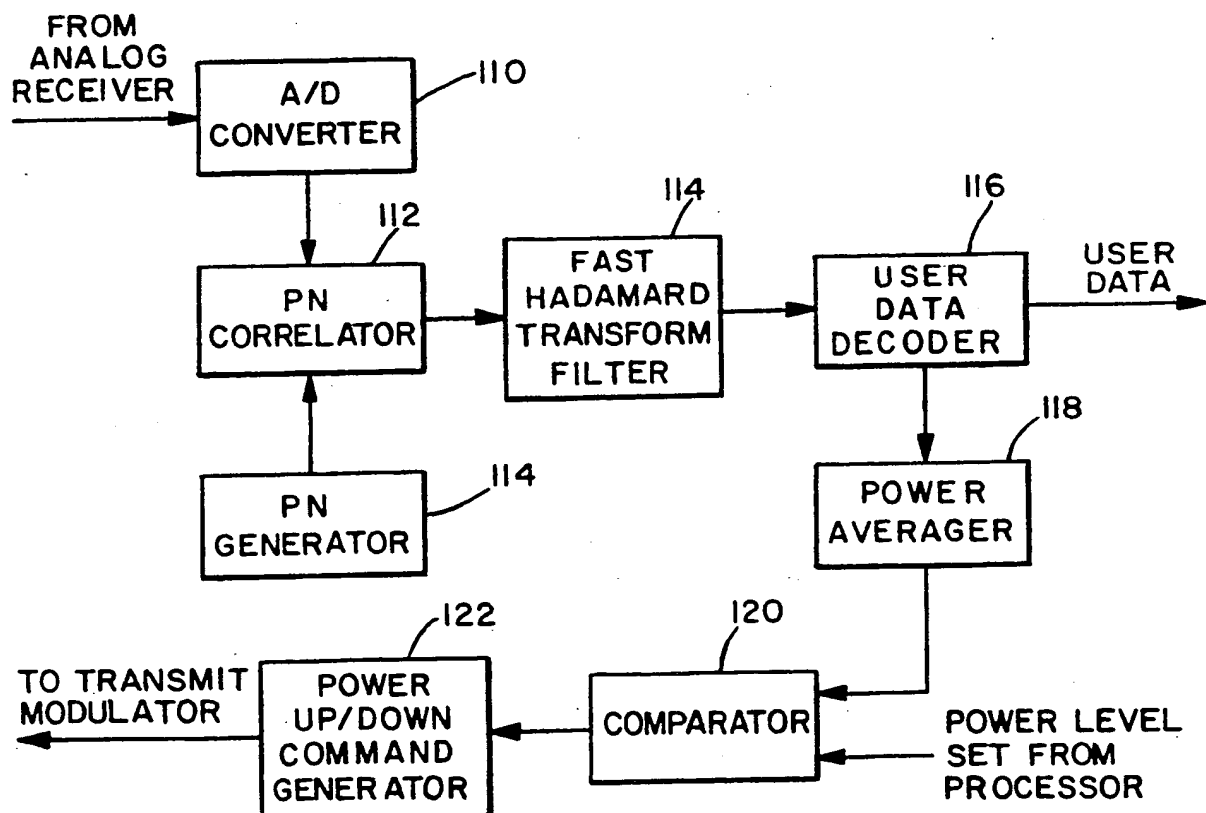 FROM
ANALOG
RECEIVER
A/D
CONVERTER
110
112
PN
CORRELATOR
114
FAST
HADAMARD
TRANSFORM
FILTER
116
USER
DATA
DECODER
USER
DATA
PN
GENERATOR
114
118
POWER
AVERAGER
TO TRANSMIT
MODULATOR
122
POWER
UP/DOWN
COMMAND
GENERATOR
120
COMPARATOR
POWER LEVEL
SET FROM
PROCESSOR